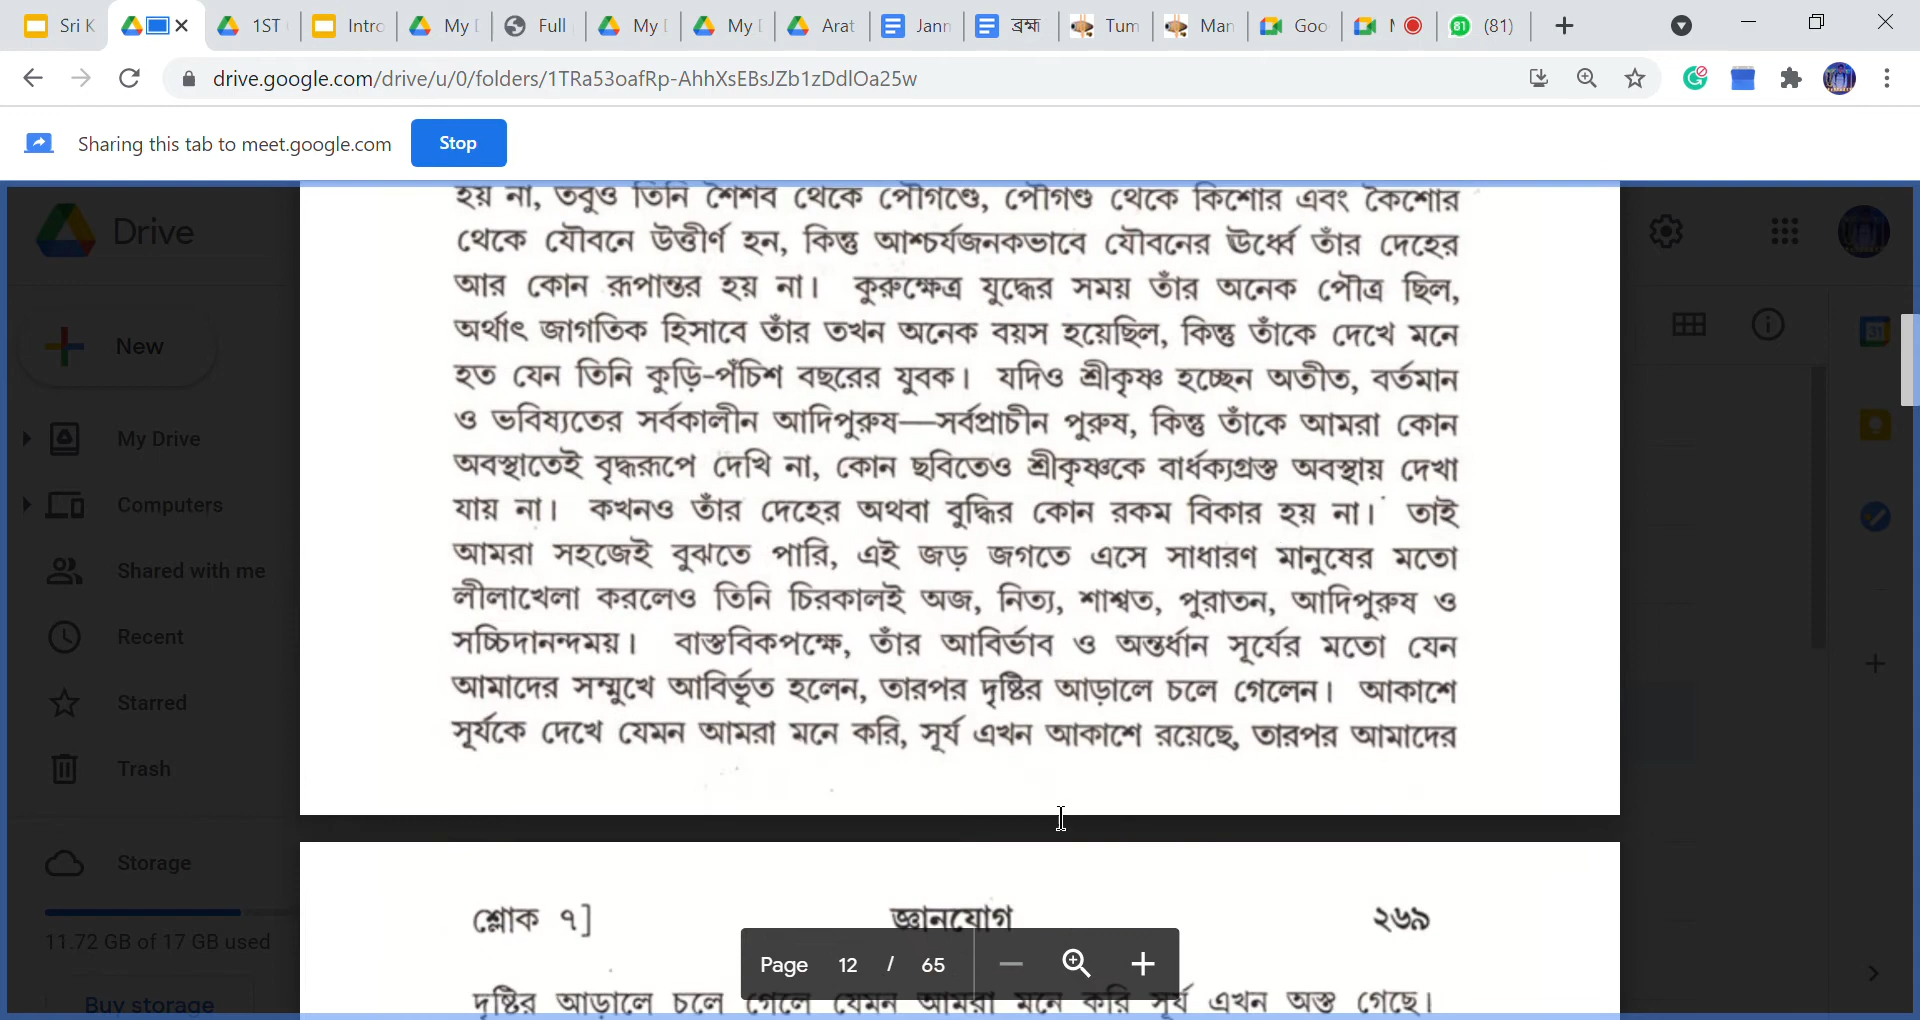 Sri K
1ST
Intro
My
Full
My
My
Arat
Jann
ব্রহ্ম
Tum
Man
Goo
(81)
drive.google.com/drive/u/0/folders/1TRa53oafRp-AhhXsEBsJZb1zDdlOa25w
Sharing this tab to meet.google.com
Stop
Drive
New
My Drive
Computers
Shared with me
Recent
Starred
Trash
Storage
11.72 GB of 17 GB used
Buy storage
হয় না, তবুও তিনি শৈশব থেকে পৌগণ্ডে, পৌগণ্ড থেকে কিশোর এবং কৈশোর
থেকে যৌবনে উত্তীর্ণ হন, কিন্তু আশ্চর্যজনকভাবে যৌবনের ঊর্ধ্বে তাঁর দেহের
আর কোন রূপান্তর হয় না। কুরুক্ষেত্র যুদ্ধের সময় তাঁর অনেক পৌত্র ছিল,
অর্থাৎ জাগতিক হিসাবে তাঁর তখন অনেক বয়স হয়েছিল, কিন্তু তাঁকে দেখে মনে
হত যেন তিনি কুড়ি-পঁচিশ বছরের যুবক। যদিও শ্রীকৃষ্ণ হচ্ছেন অতীত, বর্তমান
ও ভবিষ্যতের সর্বকালীন আদিপুরুষ—সর্বপ্রাচীন পুরুষ, কিন্তু তাঁকে আমরা কোন
অবস্থাতেই বৃদ্ধরূপে দেখি না, কোন ছবিতেও শ্রীকৃষ্ণকে বার্ধক্যগ্রস্ত অবস্থায় দেখা
যায় না। কখনও তাঁর দেহের অথবা বুদ্ধির কোন রকম বিকার হয় না। তাই
আমরা সহজেই বুঝতে পারি, এই জড় জগতে এসে সাধারণ মানুষের মতো
লীলাখেলা করলেও তিনি চিরকালই অজ, নিত্য, শাশ্বত, পুরাতন, আদিপুরুষ ও
সচ্চিদানন্দময়। বাস্তবিকপক্ষে, তাঁর আবির্ভাব ও অন্তর্ধান সূর্যের মতো যেন
আমাদের সম্মুখে আবির্ভূত হলেন, তারপর দৃষ্টির আড়ালে চলে গেলেন। আকাশে
সূর্যকে দেখে যেমন আমরা মনে করি, সূর্য এখন আকাশে রয়েছে, তারপর আমাদের
শ্লোক ৭]
জ্ঞানযোগ
২৬৯
Page 12 / 65
দৃষ্টির আড়ালে চলে গেলে যেমন আমরা মনে করি সূর্য এখন অস্ত গেছে।
31